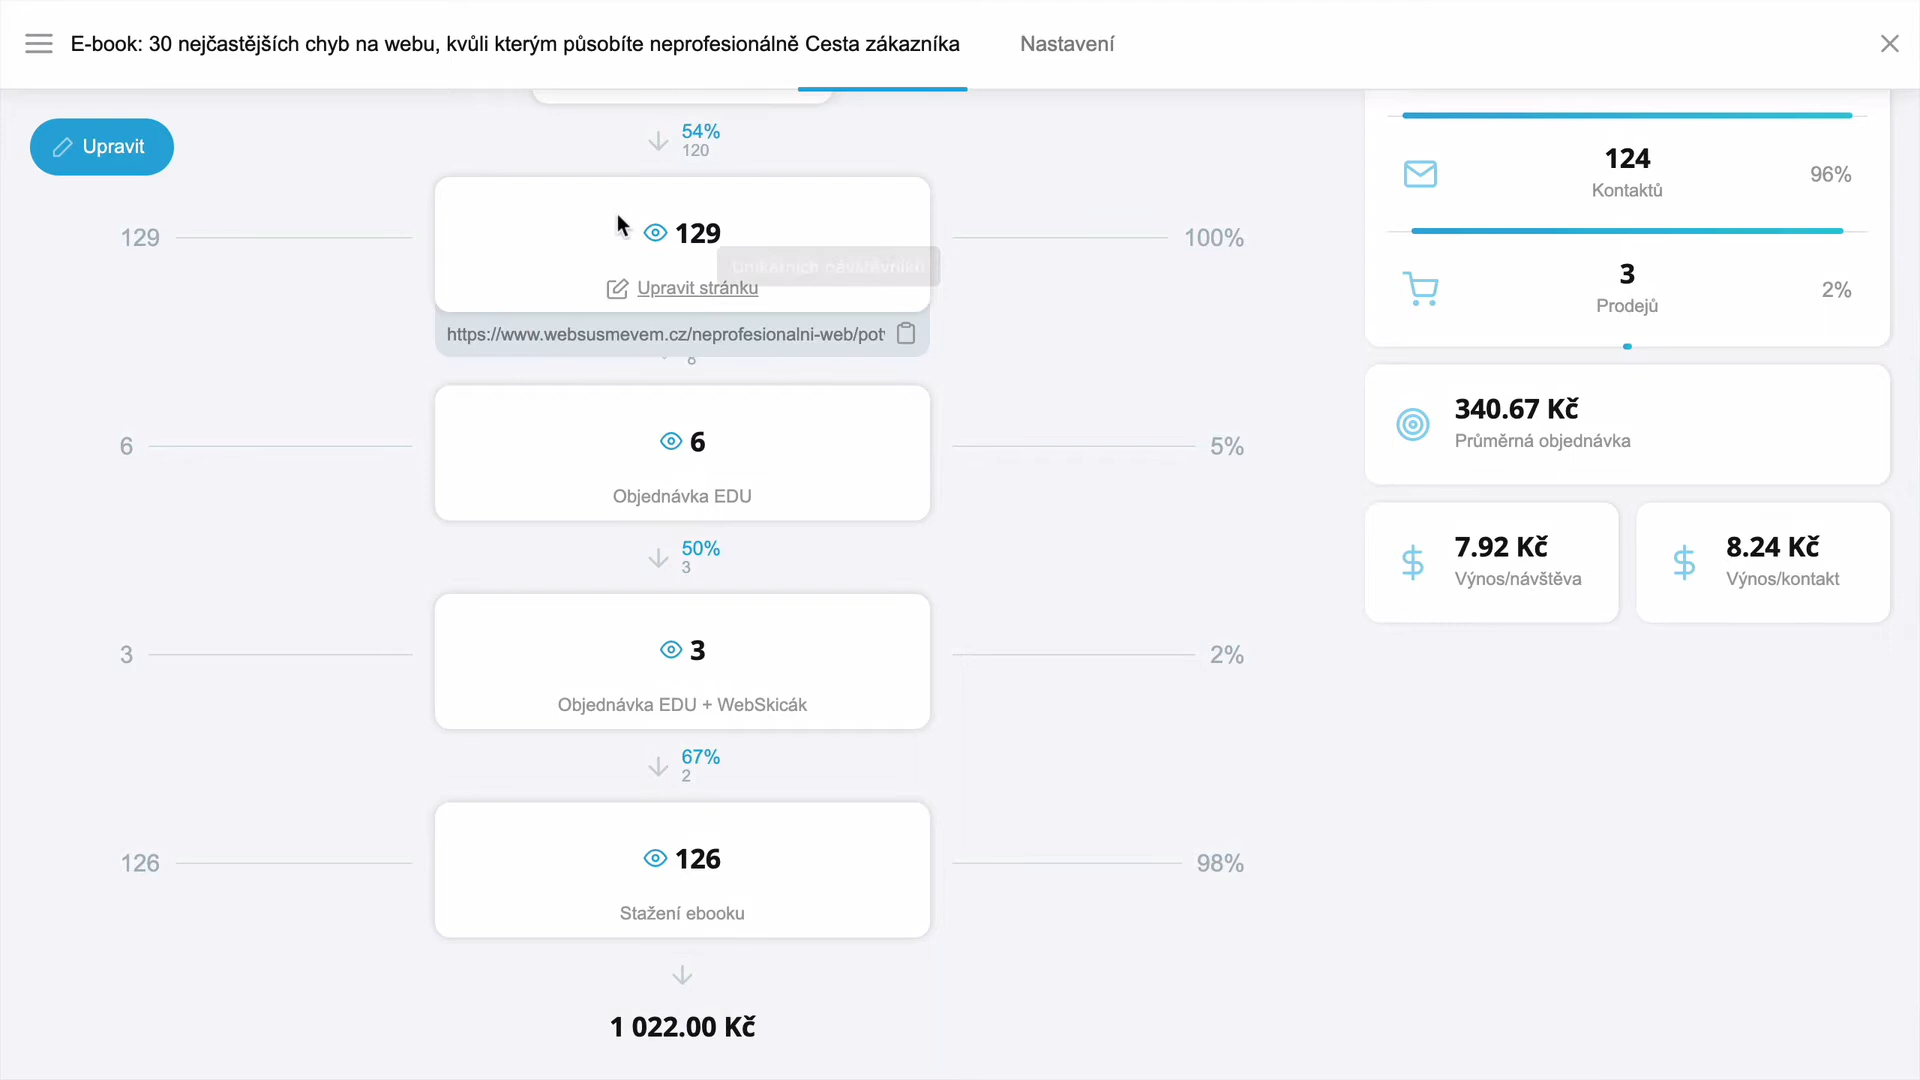 E-book: 30 nejčastějších chyb na webu, kvůli kterým působíte neprofesionálně Cesta zákazníka
Nastavení
Upravit
54%
120
129
129
100%
Unikátních návštěvníků
Upravit stránku
https://www.websusmevem.cz/neprofesionalni-web/pot
6
6
5%
Objednávka EDU
50%
3
3
3
2%
Objednávka EDU + WebSkicák
67%
2
126
126
98%
Stažení ebooku
1 022.00 Kč
124
Kontaktů
96%
3
Prodejů
2%
340.67 Kč
Průměrná objednávka
7.92 Kč
Výnos/návštěva
8.24 Kč
Výnos/kontakt